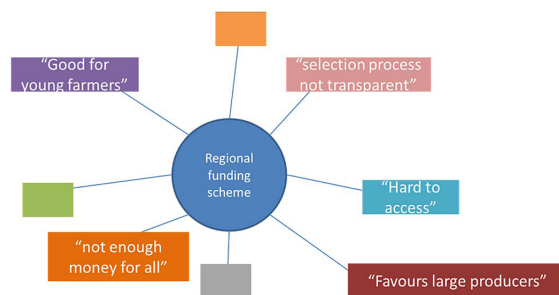 “Good for
young farmers”
“selection process
not transparent”
Regional
funding
scheme
“Hard to
access”
“not enough
money for all”
“Favours large producers”